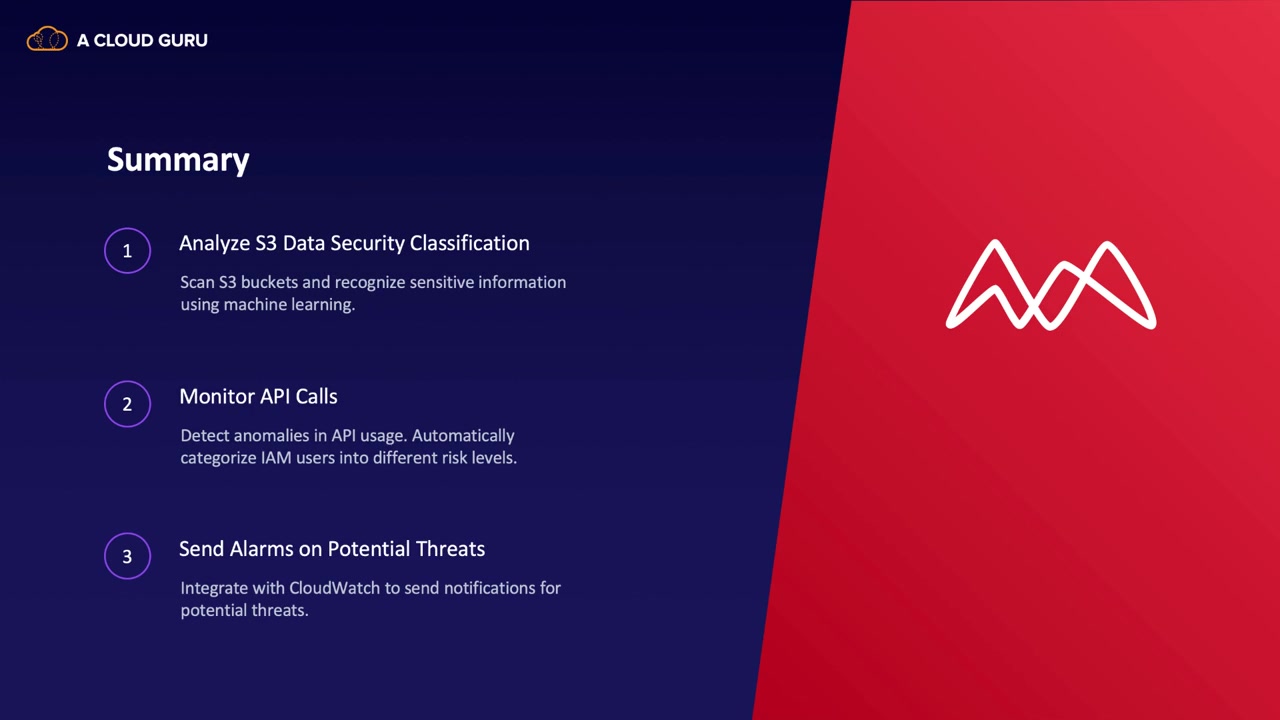 A CLOUD GURU
Summary
1
Analyze S3 Data Security Classification
Scan S3 buckets and recognize sensitive information
using machine learning.
2
Monitor API Calls
Detect anomalies in API usage. Automatically
categorize IAM users into different risk levels.
3
Send Alarms on Potential Threats
Integrate with CloudWatch to send notifications for
potential threats.